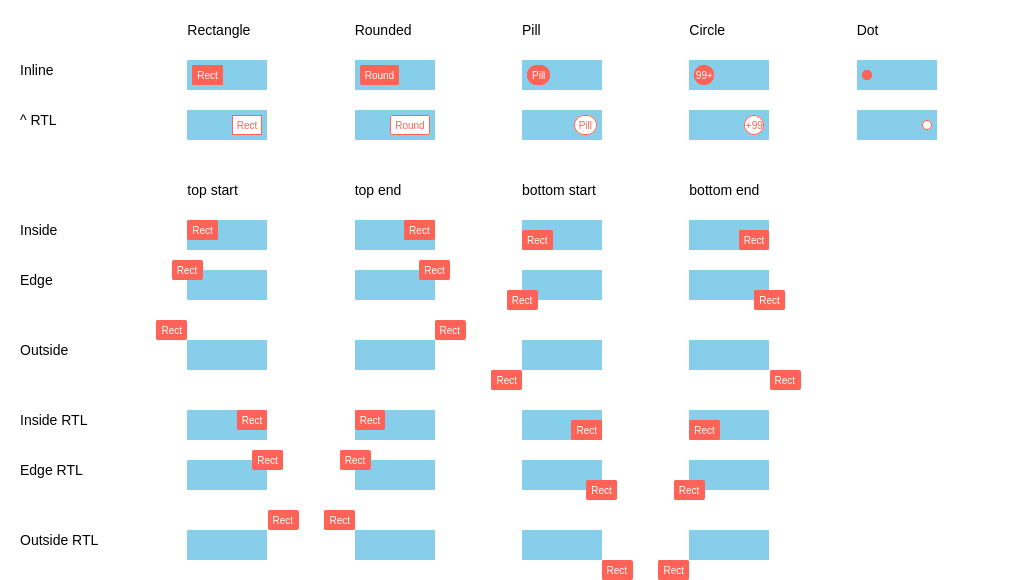 Rectangle Rounded Pill Circle Dot
Inline Rect Round Pill 99+
^ RTL Rect Round Pill +99
top start top end bottom start bottom end
Inside Rect Rect Rect Rect
Edge Rect Rect Rect Rect
Outside Rect Rect Rect Rect
Inside RTL Rect Rect Rect Rect
Edge RTL Rect Rect Rect Rect
Outside RTL Rect Rect Rect Rect